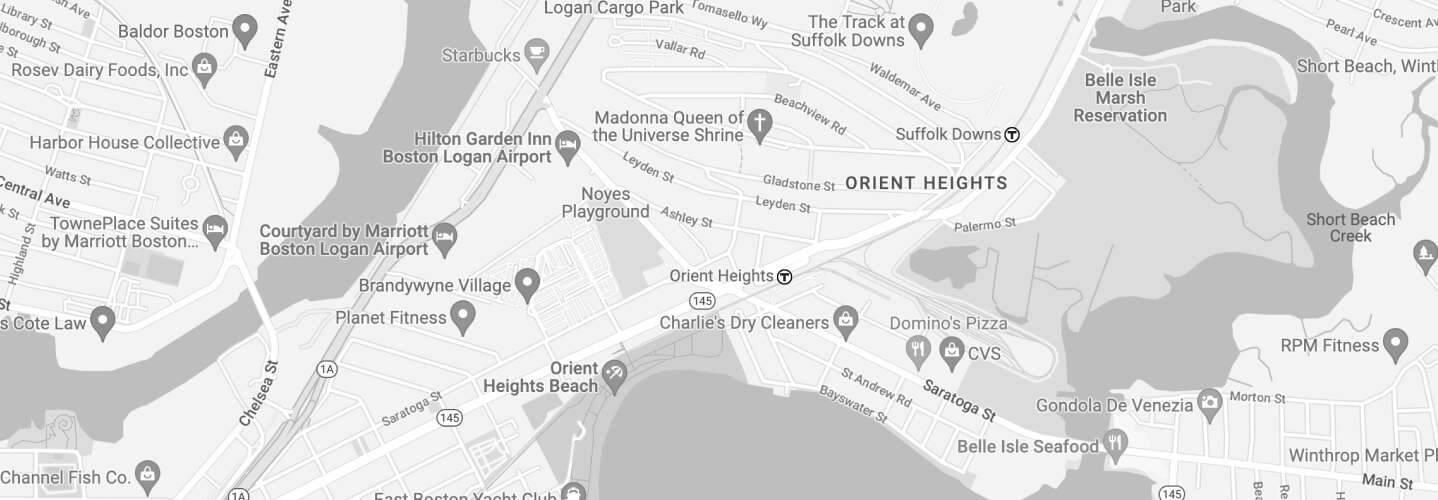 Logan Cargo Park
Tomasello Wy
Park
Library St
Eastern Ave
Baldor Boston
The Track at
Suffolk Downs
Crescent Ave
Pearl Ave
Vallar Rd
Starbucks
Rosev Dairy Foods, Inc
Waldemar Ave
Belle Isle
Marsh
Reservation
Beachview Rd
Madonna Queen of
the Universe Shrine
Suffolk Downs
T
Harbor House Collective
Hilton Garden Inn
Boston Logan Airport
Leyden St
Watts St
Central Ave
Gladstone St
ORIENT HEIGHTS
Noyes
Playground
Leyden St
Ashley St
Palermo St
TownePlace Suites
by Marriott Boston...
Highland St
Courtyard by Marriott
Boston Logan Airport
Short Beach
Creek
Orient Heights
T
Brandywyne Village
145
Planet Fitness
Charlie's Dry Cleaners
Domino's Pizza
CVS
s Cote Law
RPM Fitness
1A
Orient
Heights Beach
St Andrew Rd
Saratoga St
Bayswater St
Chelsea St
Saratoga St
145
Gondola De Venezia
Morton St
Belle Isle Seafood
Winthrop Market Pl
Main St
Channel Fish Co.
1A
East Boston Yacht Club
145